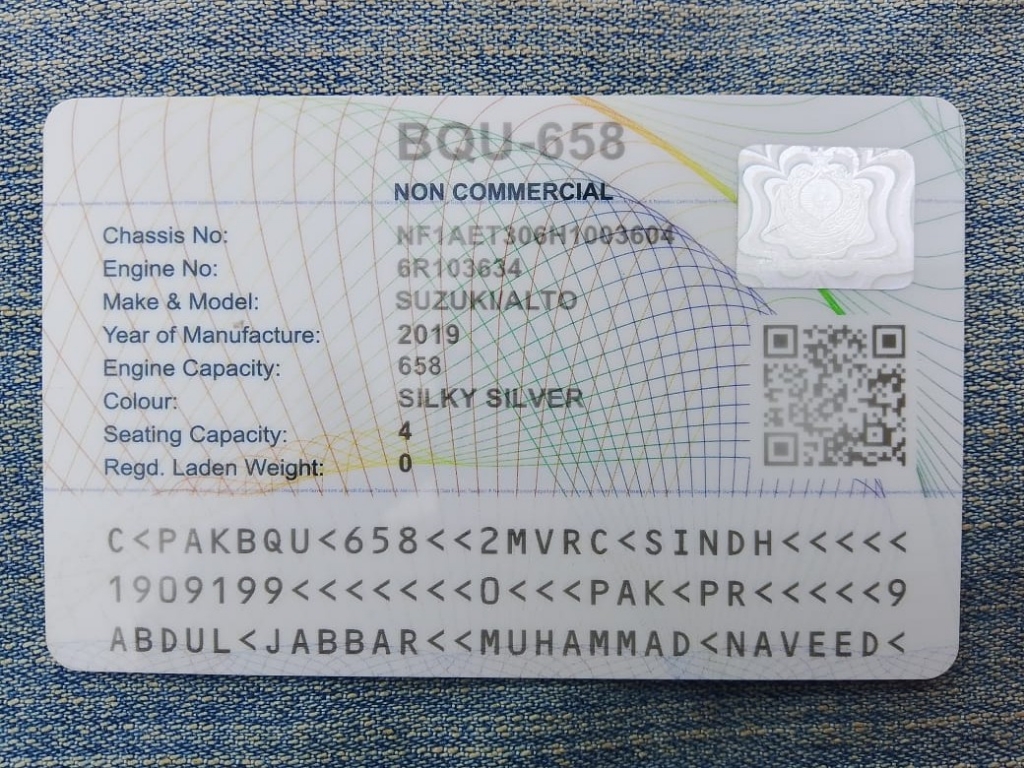 BQU-658
NON COMMERCIAL
Chassis No: NF1AET306H1003604
Engine No: 6R103634
Make & Model: SUZUKI/ALTO
Year of Manufacture: 2019
Engine Capacity: 658
Colour: SILKY SILVER
Seating Capacity: 4
Regd. Laden Weight: 0
C<PAKBQU<658<<2MVRC<SINDH<<<<<
1909199<<<<<<<0<<<PAK<PR<<<<<9
ABDUL<JABBAR<<MUHAMMAD<NAVEED<